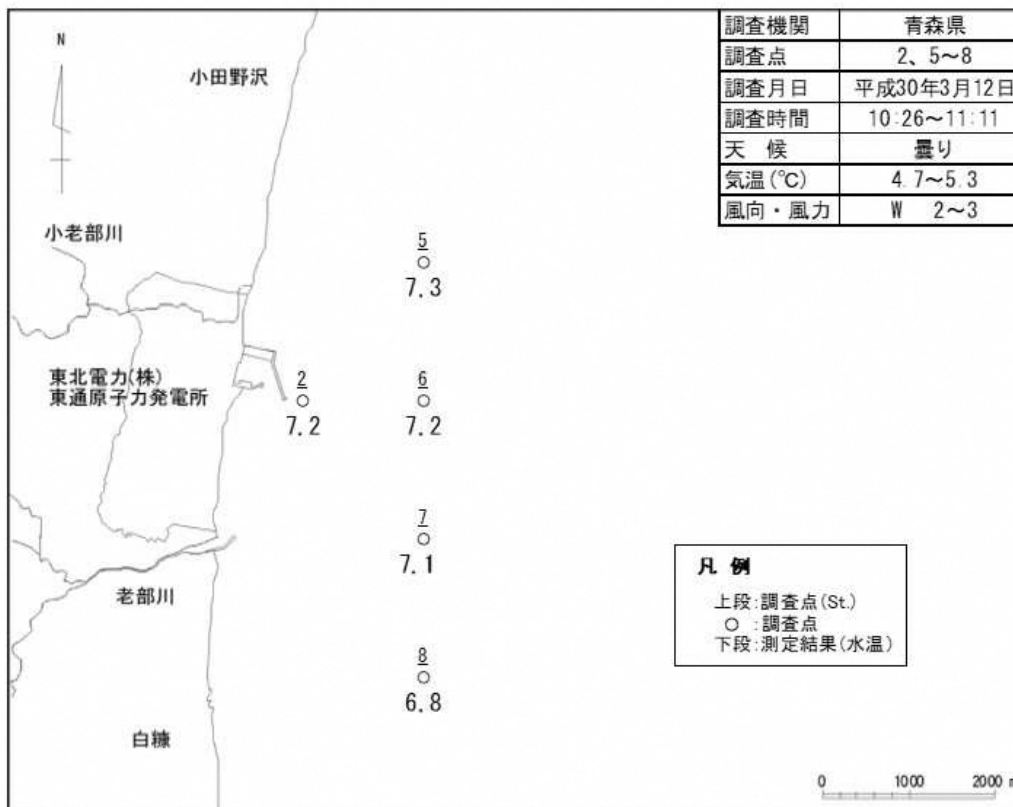 N
小田野沢
調査機関 青森県
調査点 2、5~8
調査月日 平成30年3月12日
調査時間 10:26~11:11
天 候 曇り
気温(℃) 4.7~5.3
風向・風力 W 2~3
小老部川
5
7.3
東北電力(株)
東通原子力発電所
2
7.2
6
7.2
7
7.1
老部川
凡 例
上段:調査点(St.)
○ :調査点
下段:測定結果(水温)
8
6.8
白糠
0 1000 2000 m